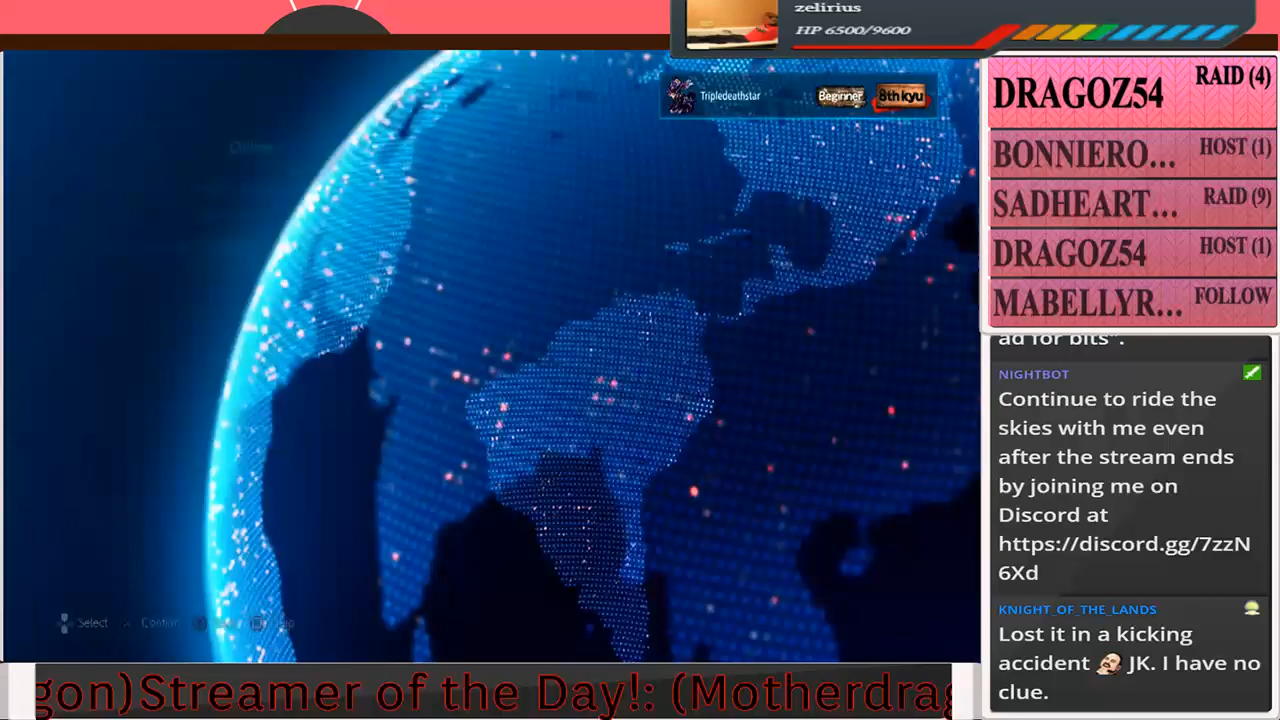 zelirius
HP 6500/9600
Tripledeathstar Beginner 8th kyu
Online
Select Confirm
DRAGOZ54 RAID (4)
BONNIERO... HOST (1)
SADHEART... RAID (9)
DRAGOZ54 HOST (1)
MABELLYR... FOLLOW
ad for bits".
NIGHTBOT
Continue to ride the
skies with me even
after the stream ends
by joining me on
Discord at
https://discord.gg/7zzN
6Xd
KNIGHT_OF_THE_LANDS
Lost it in a kicking
accident JK. I have no
clue.
gon)Streamer of the Day!: (Motherdrag